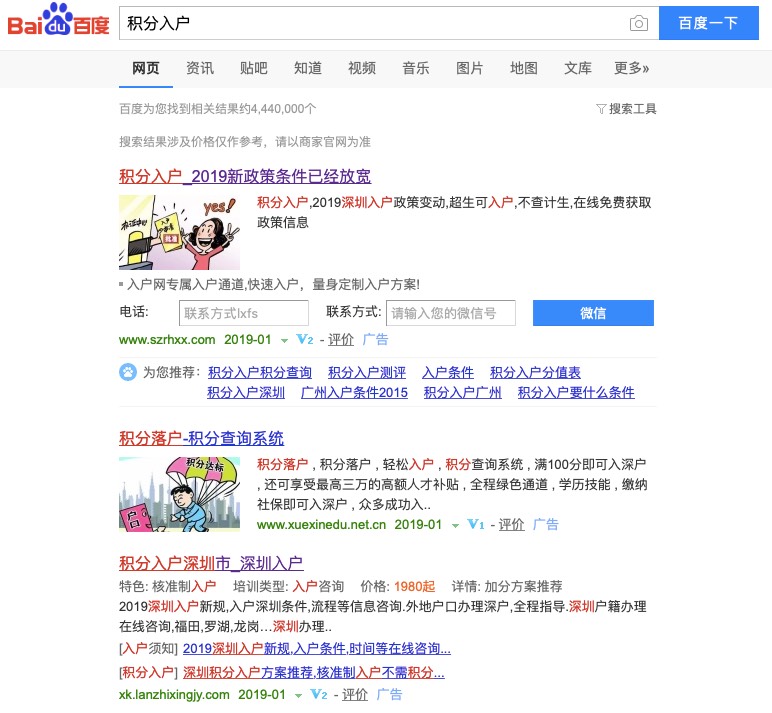 Bai du 百度 积分入户 百度一下
网页 资讯 贴吧 知道 视频 音乐 图片 地图 文库 更多»
百度为您找到相关结果约4,440,000个 搜索工具
搜索结果涉及价格仅作参考，请以商家官网为准
积分入户_2019新政策条件已经放宽
yes!
积分入户,2019深圳入户政策变动,超生可入户,不查计生,在线免费获取
政策信息
入户网专属入户通道,快速入户，量身定制入户方案!
电话: 联系方式lxfs 联系方式: 请输入您的微信号 微信
www.szrhxx.com 2019-01 V2 - 评价 广告
为您推荐： 积分入户积分查询 积分入户测评 入户条件 积分入户分值表
积分入户深圳 广州入户条件2015 积分入户广州 积分入户要什么条件
积分落户-积分查询系统
积分达标
户口
积分落户 , 积分落户 , 轻松入户 , 积分查询系统 , 满100分即可入深户
, 还可享受最高三万的高额人才补贴 , 全程绿色通道 , 学历技能 , 缴纳
社保即可入深户 , 众多成功入..
www.xuexinedu.net.cn 2019-01 V1 - 评价 广告
积分入户深圳市_深圳入户
特色: 核准制入户 培训类型: 入户咨询 价格: 1980起 详情: 加分方案推荐
2019深圳入户新规,入户深圳条件,流程等信息咨询.外地户口办理深户,全程指导.深圳户籍办理
在线咨询,福田,罗湖,龙岗...深圳办理..
[入户须知] 2019深圳入户新规,入户条件,时间等在线咨询...
[积分入户] 深圳积分入户方案推荐,核准制入户不需积分...
xk.lanzhixingjy.com 2019-01 V2 - 评价 广告